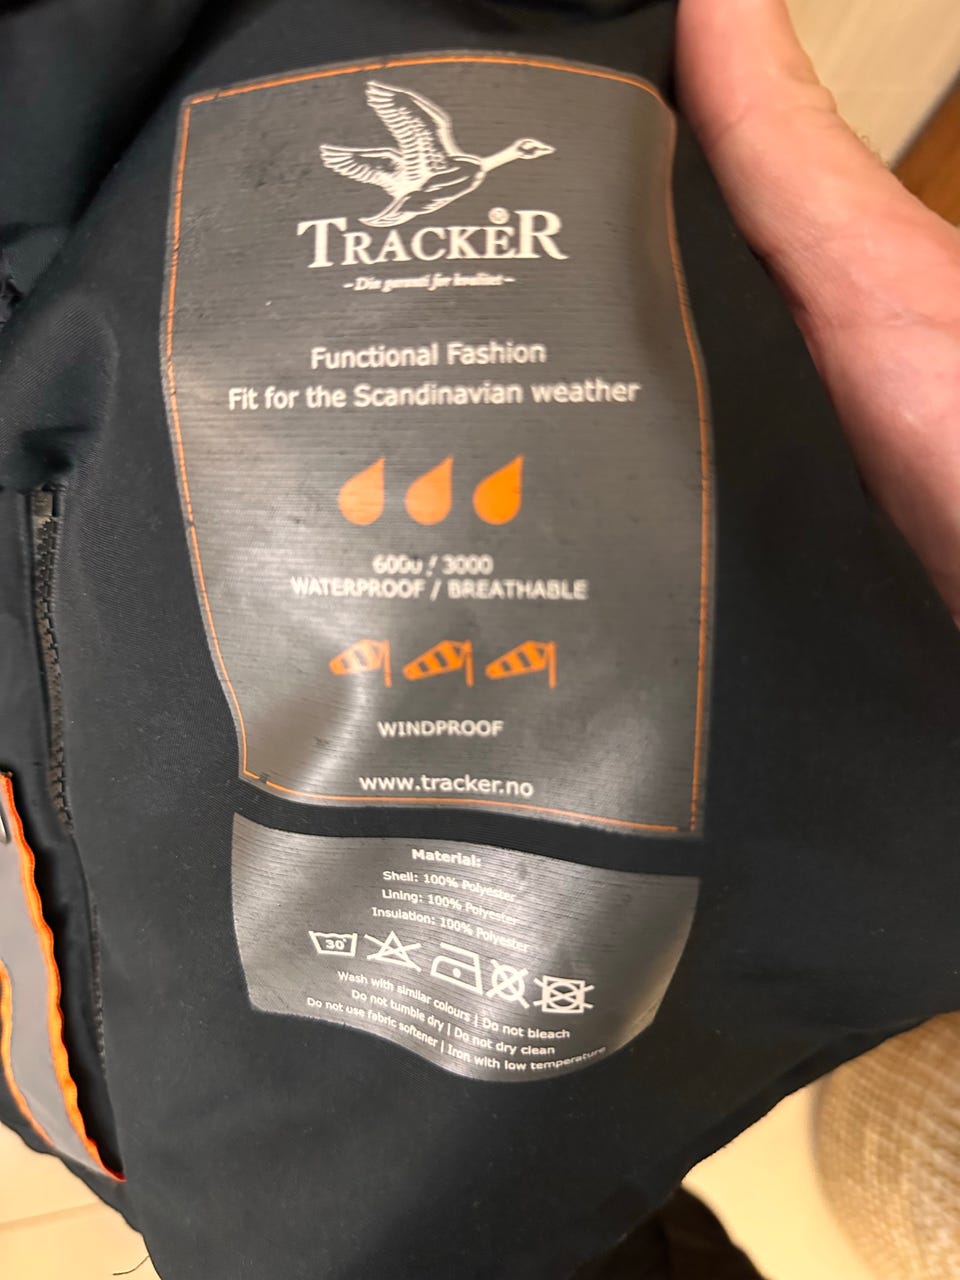 TRACKER®
- Din garanti for kvalitet -
Functional Fashion
Fit for the Scandinavian weather
6000 / 3000
WATERPROOF / BREATHABLE
WINDPROOF
www.tracker.no
Material:
Shell: 100% Polyester
Lining: 100% Polyester
Insulation: 100% Polyester
30°
Wash with similar colours | Do not bleach
Do not tumble dry | Do not dry clean
Do not use fabric softener | Iron with low temperature